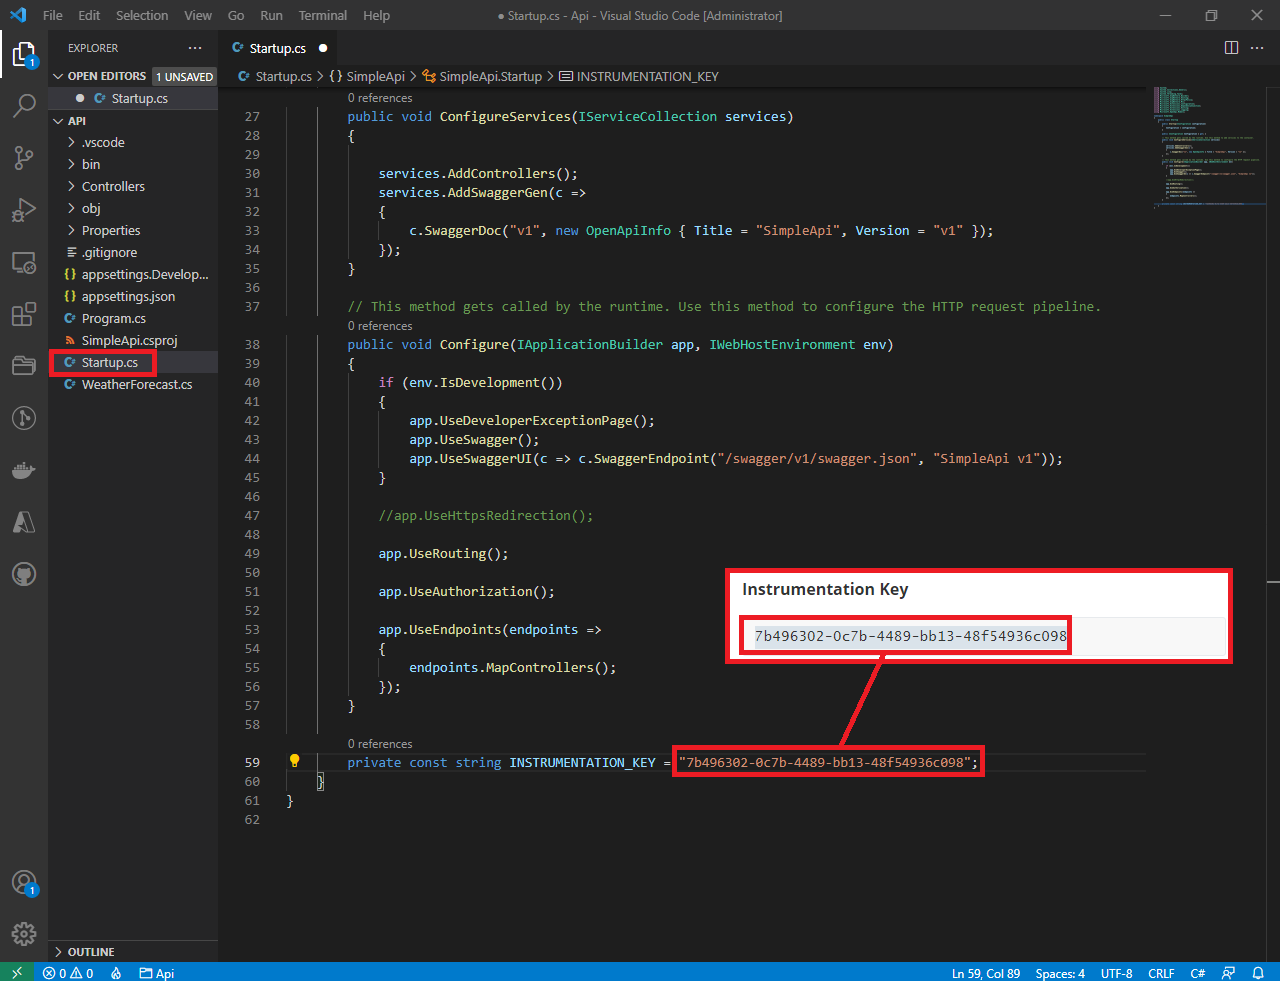 File Edit Selection View Go Run Terminal Help
● Startup.cs - Api - Visual Studio Code [Administrator]
EXPLORER
OPEN EDITORS 1 UNSAVED
● C# Startup.cs
API
.vscode
bin
Controllers
obj
Properties
.gitignore
{} appsettings.Develop...
{} appsettings.json
C# Program.cs
SimpleApi.csproj
C# Startup.cs
C# WeatherForecast.cs
OUTLINE
1
1
C# Startup.cs ●
C# Startup.cs > {} SimpleApi > SimpleApi.Startup > INSTRUMENTATION_KEY
0 references
27 public void ConfigureServices(IServiceCollection services)
28 {
29
30 services.AddControllers();
31 services.AddSwaggerGen(c =>
32 {
33 c.SwaggerDoc("v1", new OpenApiInfo { Title = "SimpleApi", Version = "v1" });
34 });
35 }
36
37 // This method gets called by the runtime. Use this method to configure the HTTP request pipeline.
0 references
38 public void Configure(IApplicationBuilder app, IWebHostEnvironment env)
39 {
40 if (env.IsDevelopment())
41 {
42 app.UseDeveloperExceptionPage();
43 app.UseSwagger();
44 app.UseSwaggerUI(c => c.SwaggerEndpoint("/swagger/v1/swagger.json", "SimpleApi v1"));
45 }
46
47 //app.UseHttpsRedirection();
48
49 app.UseRouting();
50
51 app.UseAuthorization();
52
53 app.UseEndpoints(endpoints =>
54 {
55 endpoints.MapControllers();
56 });
57 }
58
0 references
59 private const string INSTRUMENTATION_KEY = "7b496302-0c7b-4489-bb13-48f54936c098";
60 }
61 }
62
Instrumentation Key
7b496302-0c7b-4489-bb13-48f54936c098
0 0 Api
Ln 59, Col 89 Spaces: 4 UTF-8 CRLF C#